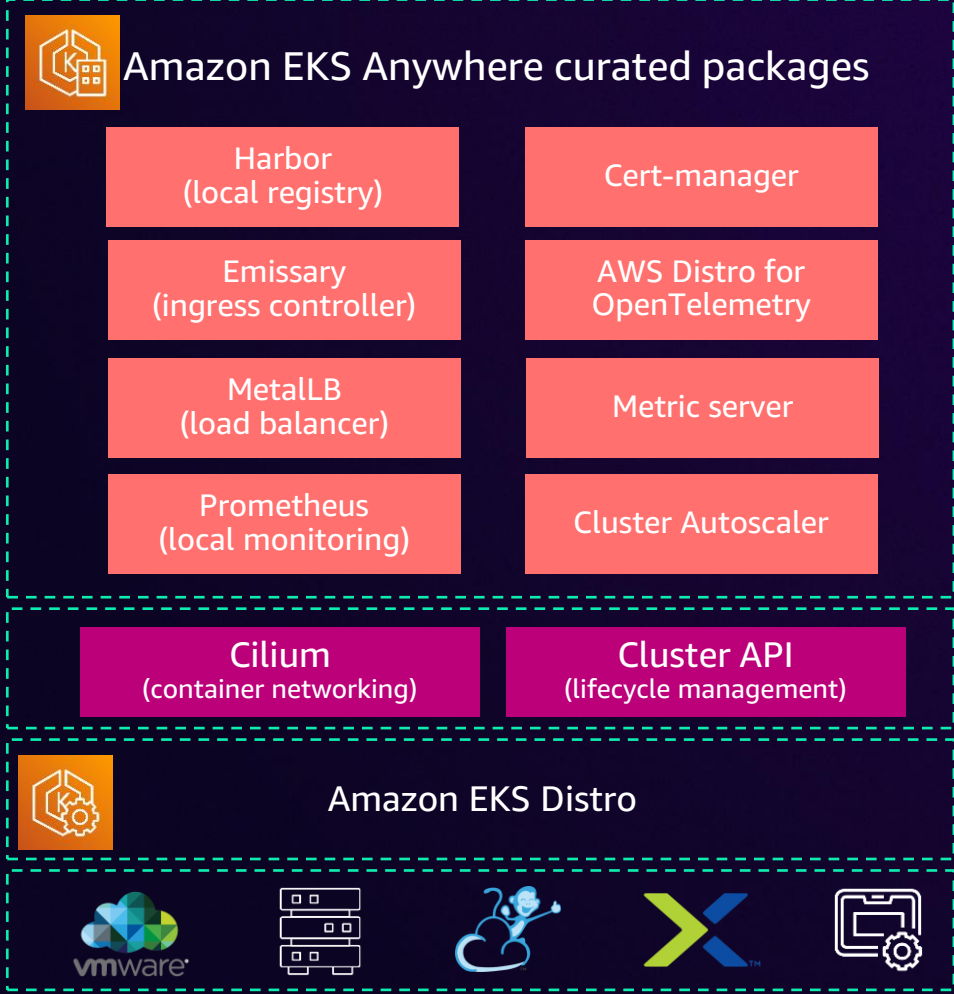 Amazon EKS Anywhere curated packages
Harbor
(local registry)
Cert-manager
Emissary
(ingress controller)
AWS Distro for
OpenTelemetry
MetalLB
(load balancer)
Metric server
Prometheus
(local monitoring)
Cluster Autoscaler
Cilium
(container networking)
Cluster API
(lifecycle management)
Amazon EKS Distro
vmware
TM